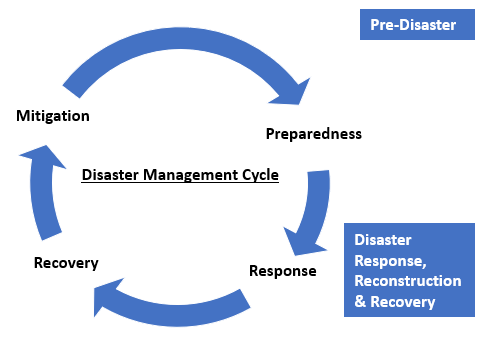 Pre-Disaster
Mitigation
Preparedness
Disaster Management Cycle
Disaster
Response,
Reconstruction
& Recovery
Recovery
Response